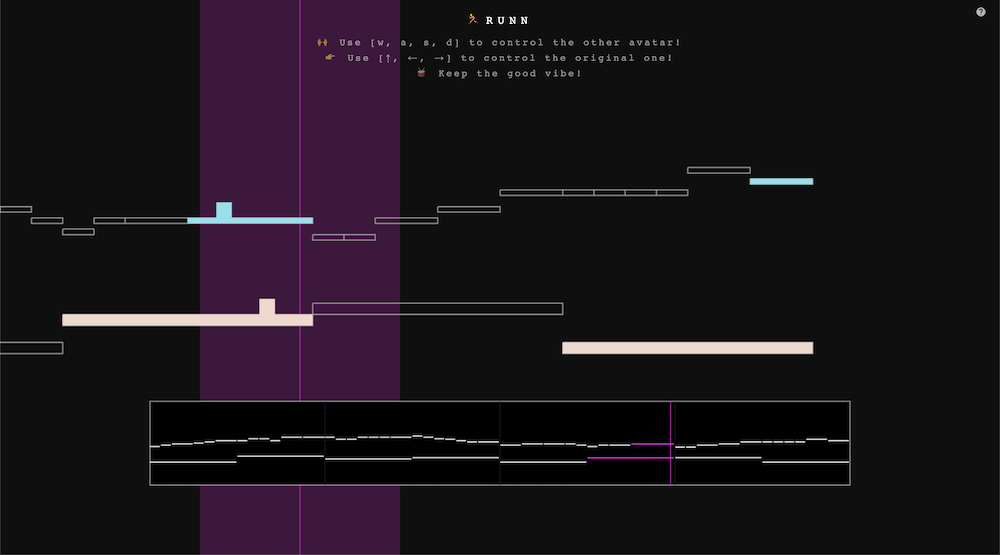 🏃 RUNN
🙌 Use [w, a, s, d] to control the other avatar!
👉 Use [↑, ←, →] to control the original one!
🥁 Keep the good vibe!
?